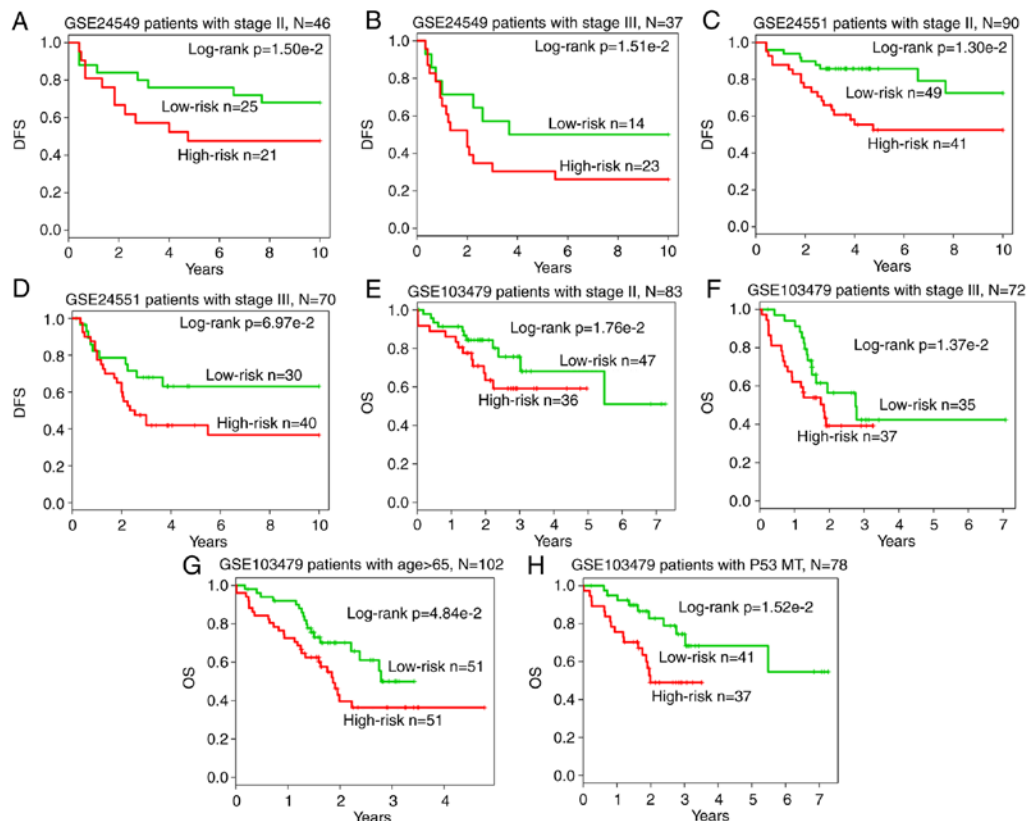 A
GSE24549 patients with stage II, N=46
Log-rank p=1.50e-2
Low-risk n=25
High-risk n=21
DFS
1.0
0.8
0.6
0.4
0.2
0.0
0 2 4 6 8 10
Years
B
GSE24549 patients with stage III, N=37
Log-rank p=1.51e-2
Low-risk n=14
High-risk n=23
DFS
1.0
0.8
0.6
0.4
0.2
0.0
0 2 4 6 8 10
Years
C
GSE24551 patients with stage II, N=90
Log-rank p=1.30e-2
Low-risk n=49
High-risk n=41
DFS
1.0
0.8
0.6
0.4
0.2
0.0
0 2 4 6 8 10
Years
D
GSE24551 patients with stage III, N=70
Log-rank p=6.97e-2
Low-risk n=30
High-risk n=40
DFS
1.0
0.8
0.6
0.4
0.2
0.0
0 2 4 6 8 10
Years
E
GSE103479 patients with stage II, N=83
Log-rank p=1.76e-2
Low-risk n=47
High-risk n=36
OS
1.0
0.8
0.6
0.4
0.2
0.0
0 1 2 3 4 5 6 7
Years
F
GSE103479 patients with stage III, N=72
Log-rank p=1.37e-2
Low-risk n=35
High-risk n=37
OS
1.0
0.8
0.6
0.4
0.2
0.0
0 1 2 3 4 5 6 7
Years
G
GSE103479 patients with age>65, N=102
Log-rank p=4.84e-2
Low-risk n=51
High-risk n=51
OS
1.0
0.8
0.6
0.4
0.2
0.0
0 1 2 3 4
Years
H
GSE103479 patients with P53 MT, N=78
Log-rank p=1.52e-2
Low-risk n=41
High-risk n=37
OS
1.0
0.8
0.6
0.4
0.2
0.0
0 1 2 3 4 5 6 7
Years